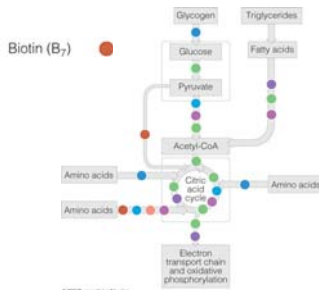 Glycogen
Triglycerides
Biotin (B₇)
Glucose
Fatty acids
Pyruvate
Acetyl-CoA
Amino acids
Citric
acid
cycle
Amino acids
Amino acids
Electron
transport chain
and oxidative
phosphorylation